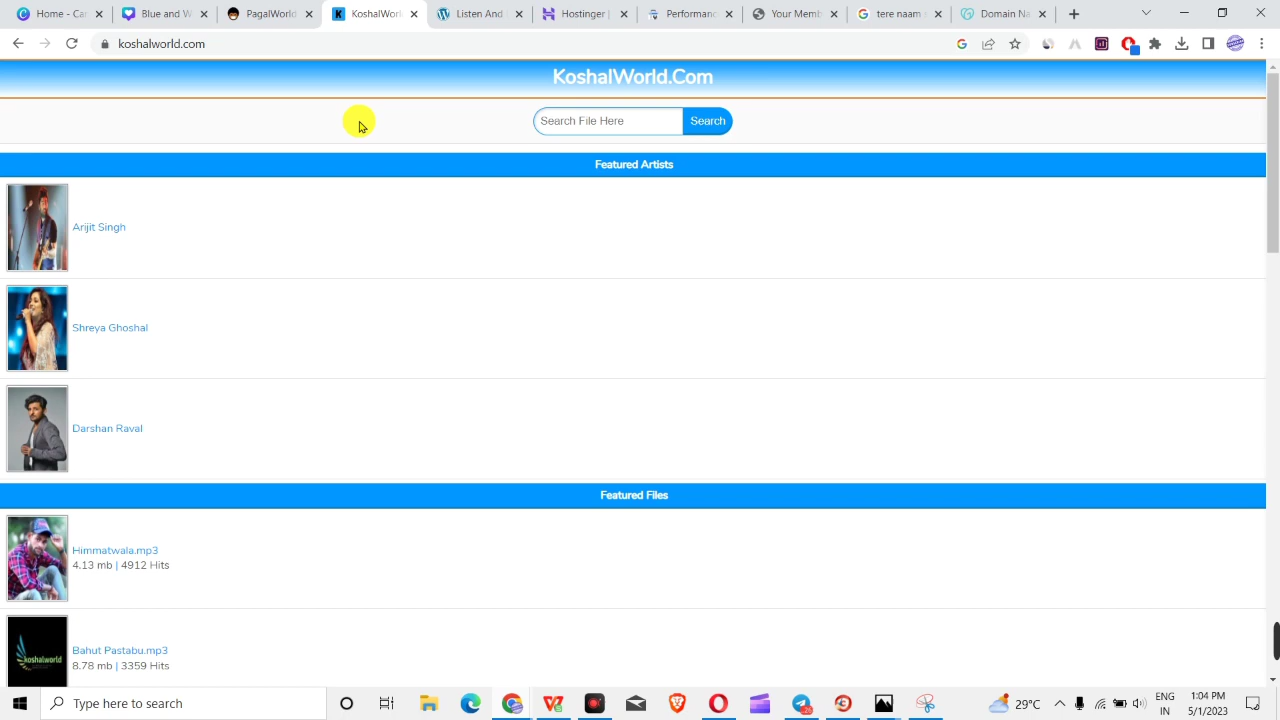 Home - Ca
Blue and W
PagalWorld
KoshalWorl
Listen And
Hostinger
Performanc
Your Memb
tere naam
Domain Na
koshalworld.com
KoshalWorld.Com
Search File Here
Search
Featured Artists
Arijit Singh
Shreya Ghoshal
Darshan Raval
Featured Files
Himmatwala.mp3
4.13 mb | 4912 Hits
koshalworld
Bahut Pastabu.mp3
8.78 mb | 3359 Hits
Type here to search
29°C
ENG
IN
1:04 PM
5/1/2023